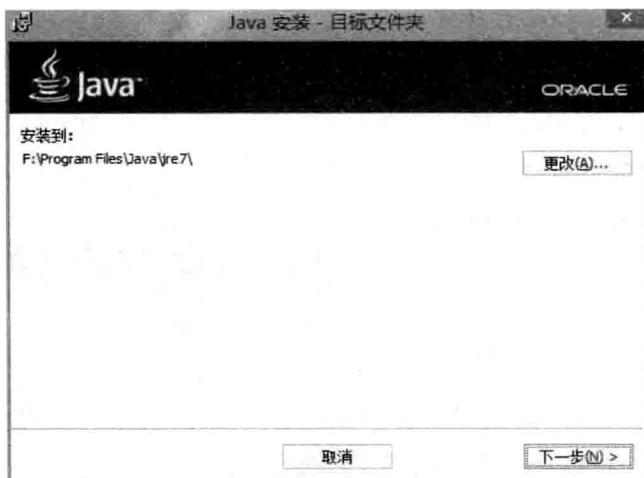 Java 安装 - 目标文件夹
Java
ORACLE
安装到：
F:\Program Files\Java\jre7\
更改(A)...
取消
下一步(N) >